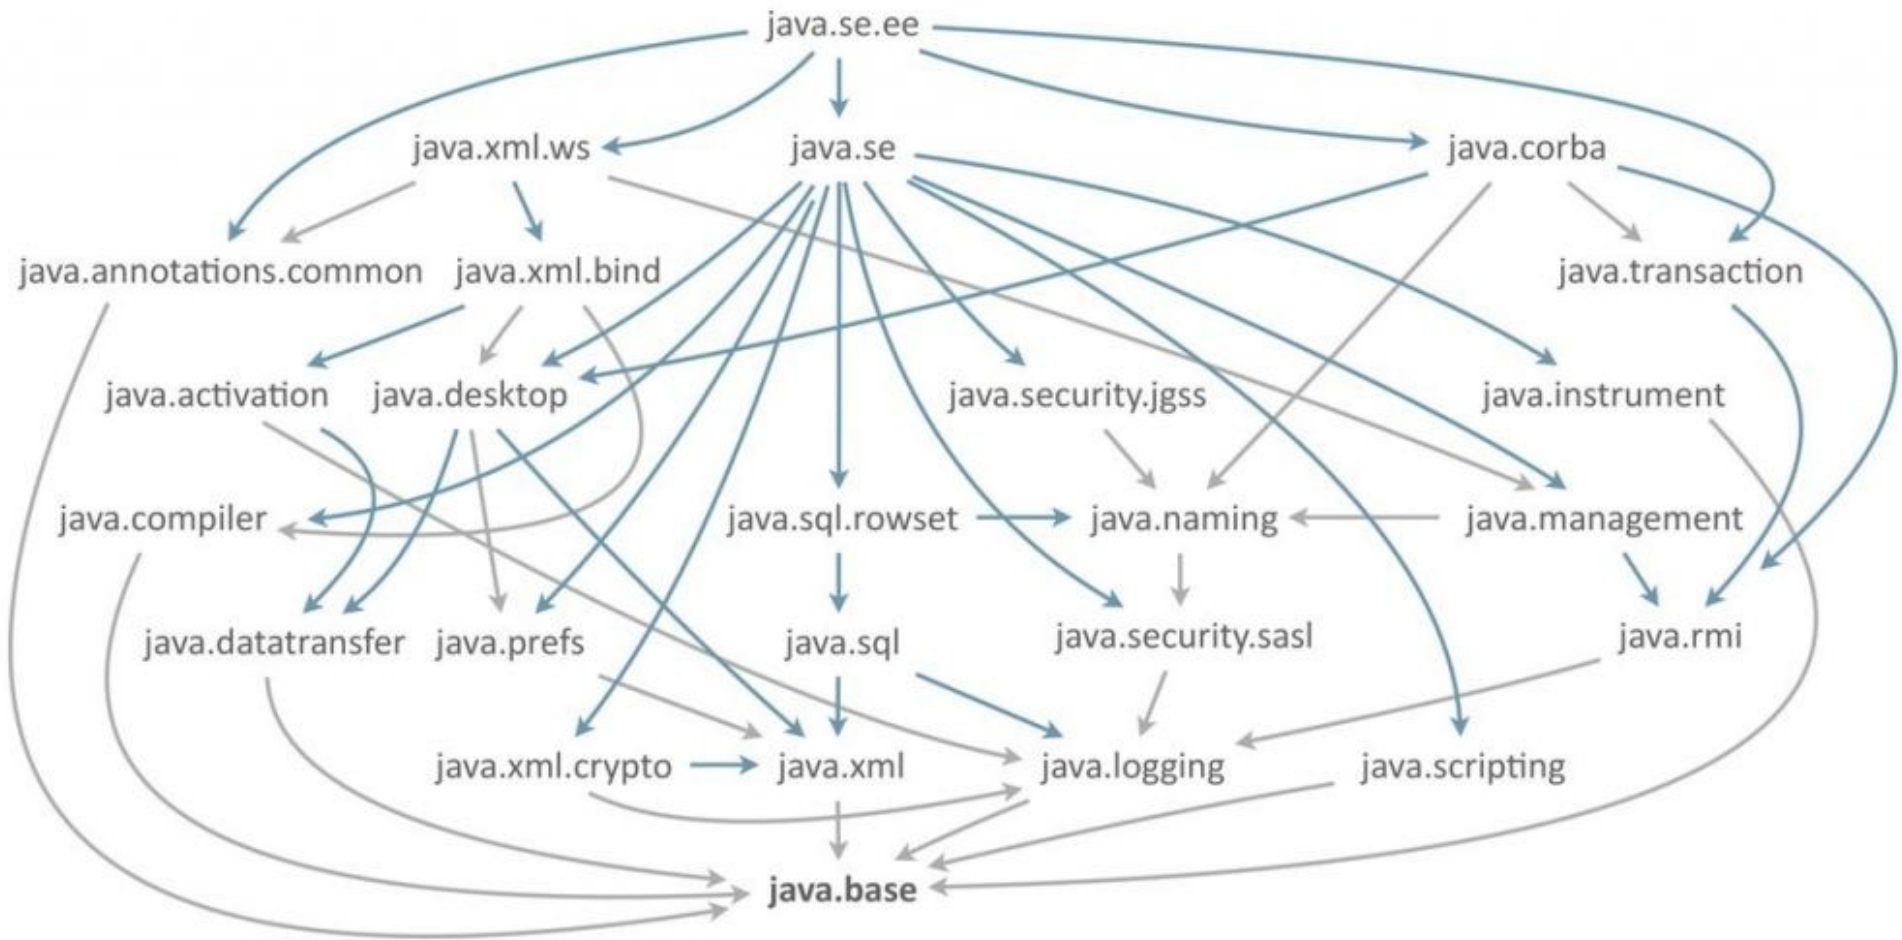 java.se.ee
java.xml.ws java.se java.corba
java.annotations.common java.xml.bind java.transaction
java.activation java.desktop java.security.jgss java.instrument
java.compiler java.sql.rowset java.naming java.management
java.datatransfer java.prefs java.sql java.security.sasl java.rmi
java.xml.crypto java.xml java.logging java.scripting
java.base